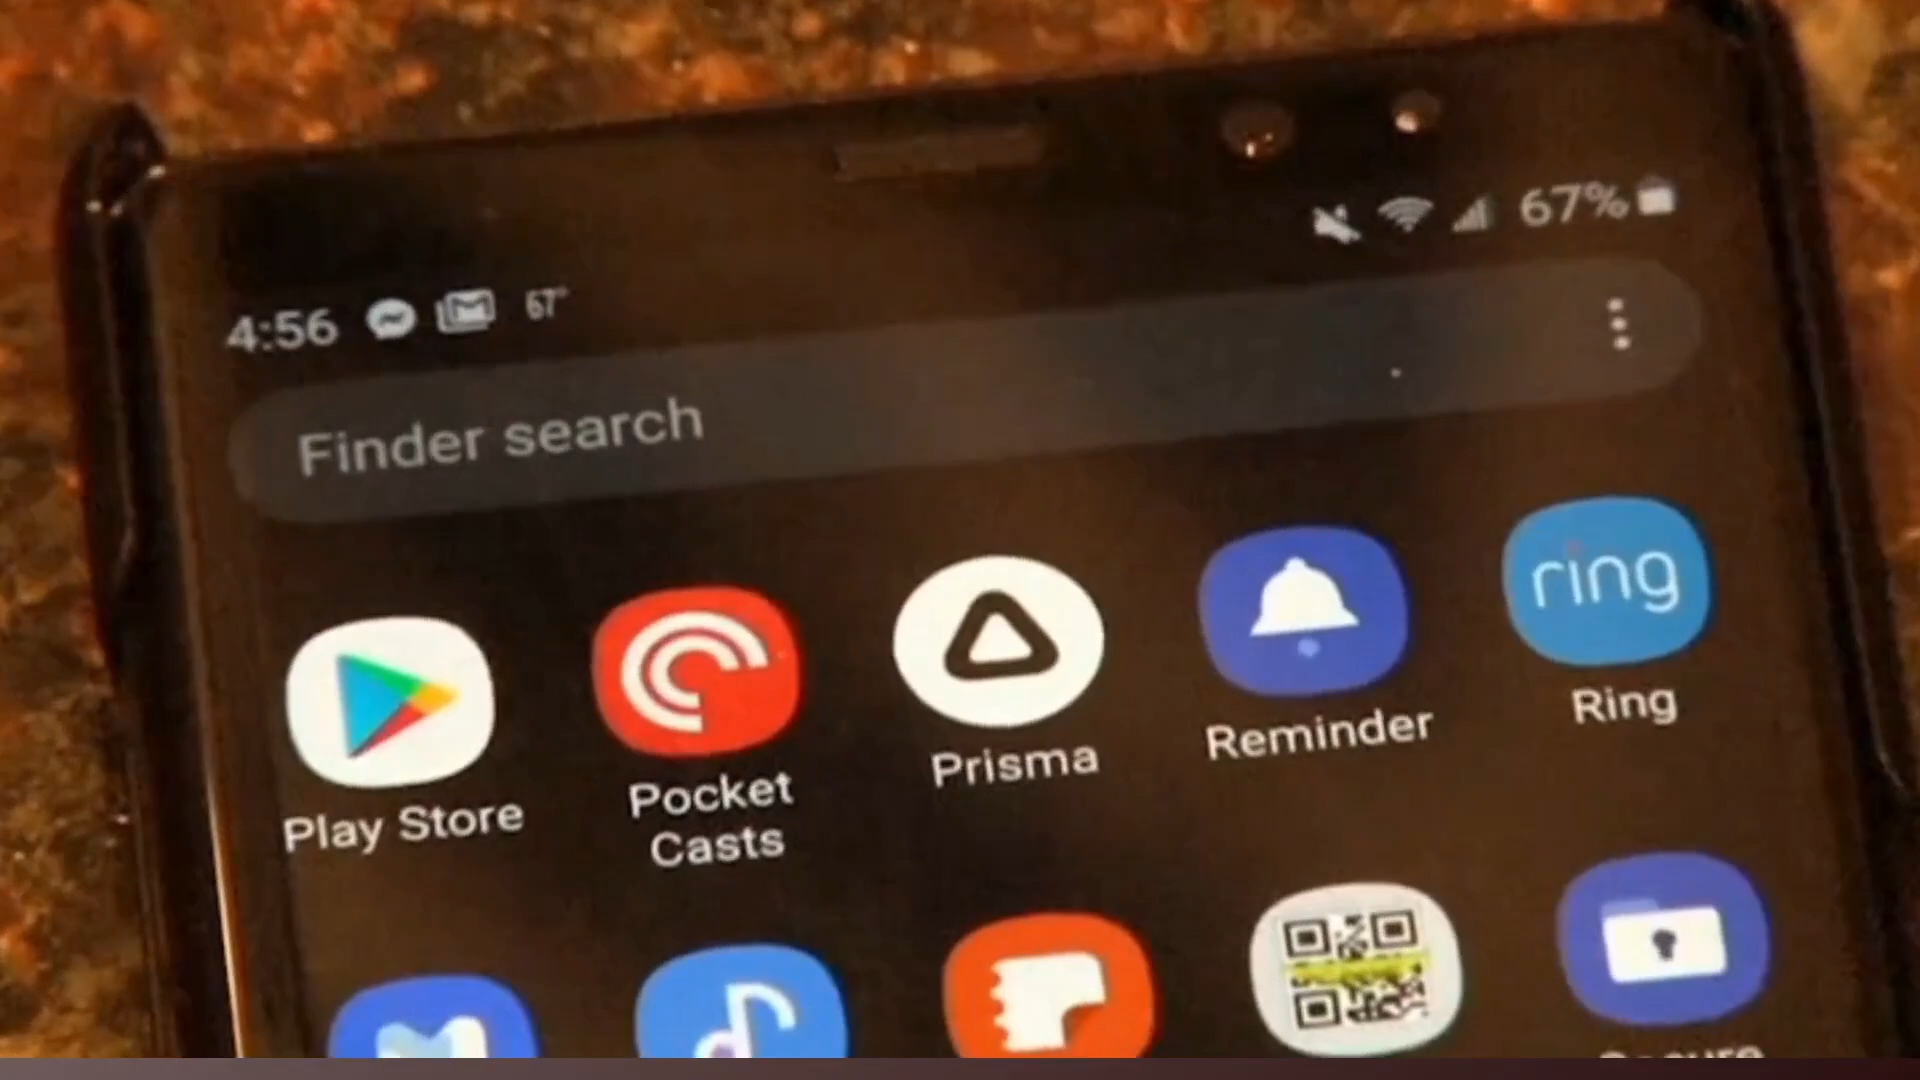 67%
4:56 67°
Finder search
ring
Play Store
Pocket
Casts
Prisma
Reminder
Ring